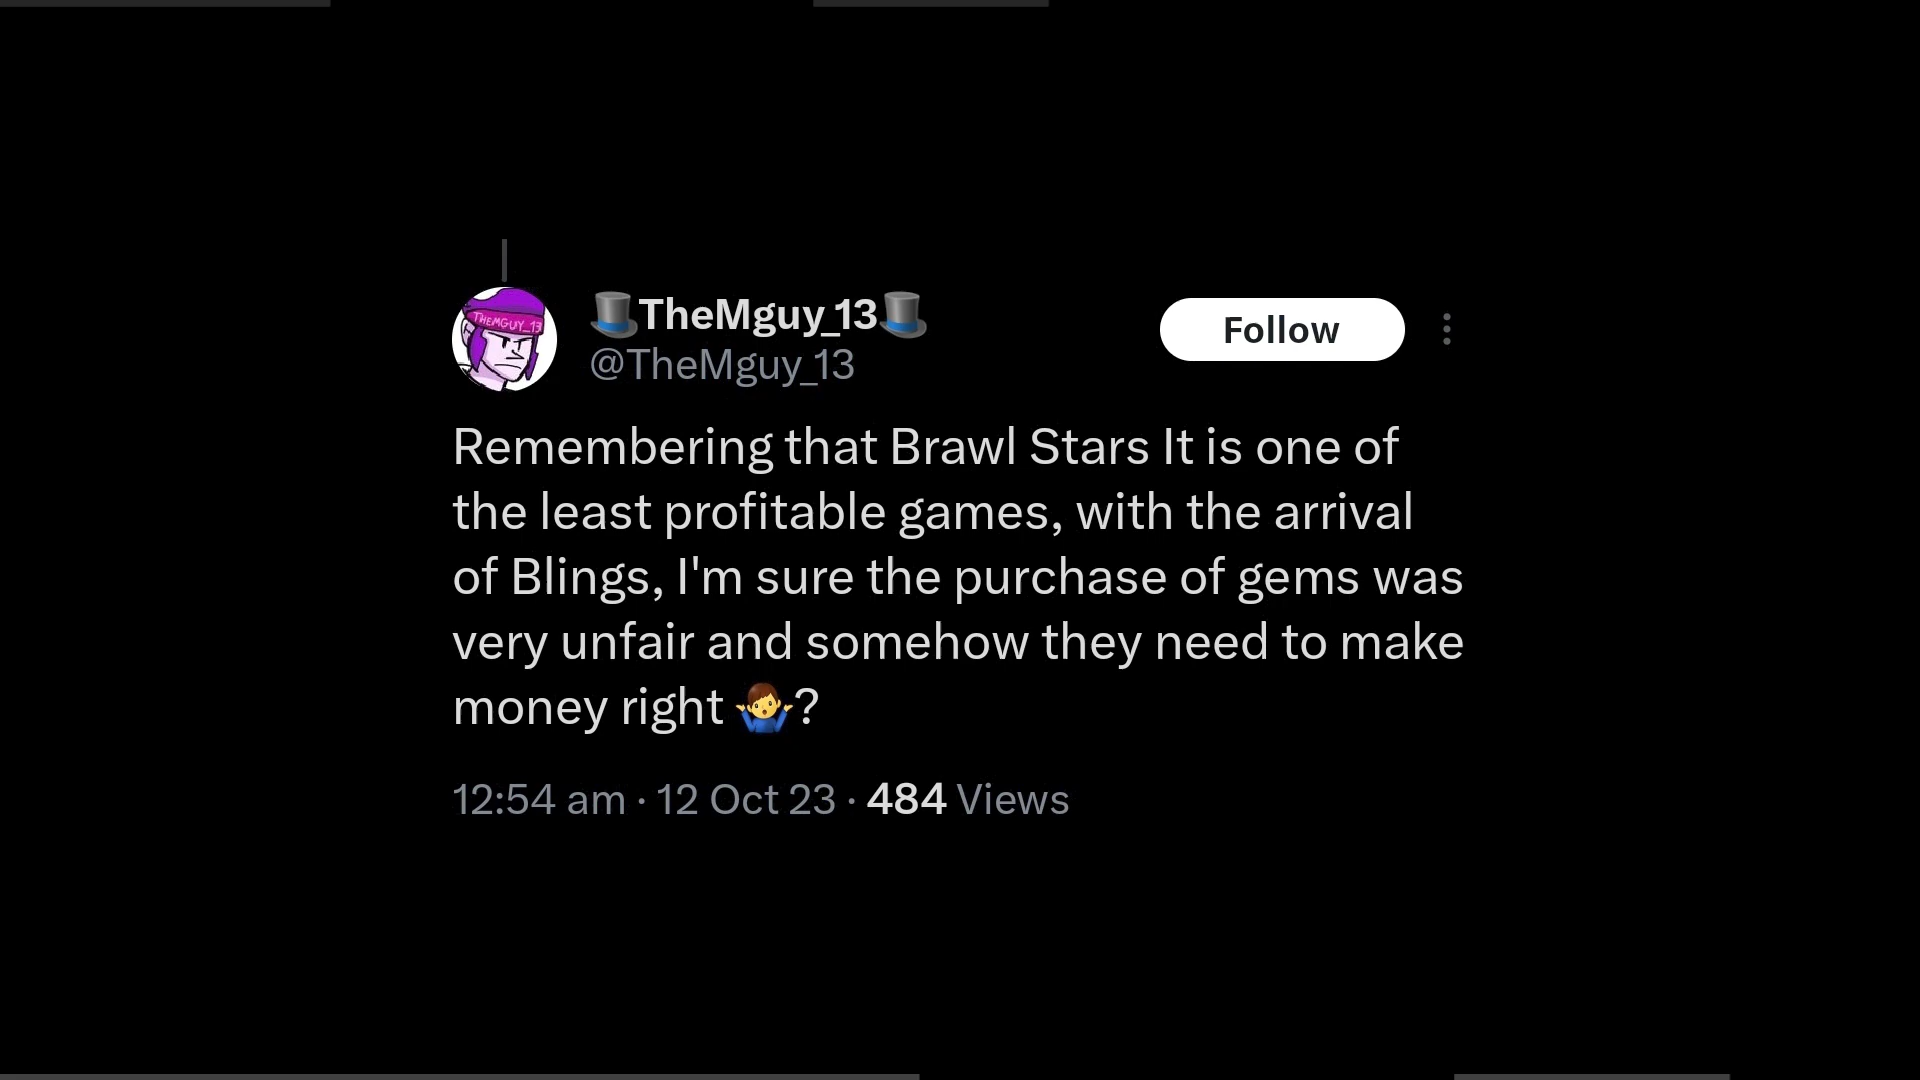 THEMGUY_13
🎩TheMguy_13🎩
Follow
@TheMguy_13
Remembering that Brawl Stars It is one of
the least profitable games, with the arrival
of Blings, I'm sure the purchase of gems was
very unfair and somehow they need to make
money right 🤷‍♂️?
12:54 am · 12 Oct 23 · 484 Views